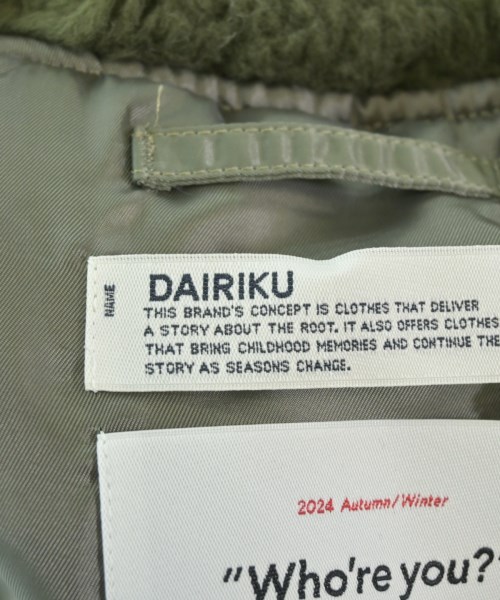 NAME
DAIRIKU
THIS BRAND'S CONCEPT IS CLOTHES THAT DELIVER
A STORY ABOUT THE ROOT. IT ALSO OFFERS CLOTHES
THAT BRING CHILDHOOD MEMORIES AND CONTINUE THE
STORY AS SEASONS CHANGE.
2024 Autumn/Winter
"Who're you?"